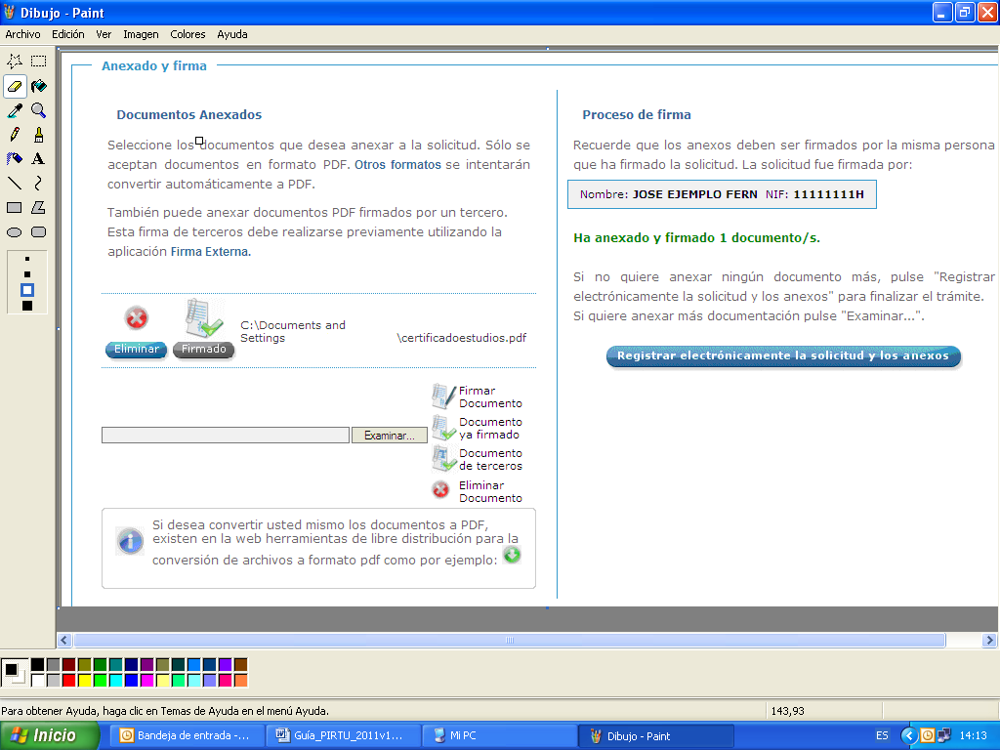 Dibujo - Paint
Archivo Edición Ver Imagen Colores Ayuda
Anexado y firma
Documentos Anexados
Seleccione los documentos que desea anexar a la solicitud. Sólo se
aceptan documentos en formato PDF. Otros formatos se intentarán
convertir automáticamente a PDF.
También puede anexar documentos PDF firmados por un tercero.
Esta firma de terceros debe realizarse previamente utilizando la
aplicación Firma Externa.
C:\Documents and
Settings \certificadoestudios.pdf
Eliminar Firmado
Firmar
Documento
Documento
ya firmado
Examinar...
Documento
de terceros
Eliminar
Documento
Si desea convertir usted mismo los documentos a PDF,
existen en la web herramientas de libre distribución para la
conversión de archivos a formato pdf como por ejemplo:
Proceso de firma
Recuerde que los anexos deben ser firmados por la misma persona
que ha firmado la solicitud. La solicitud fue firmada por:
Nombre: JOSE EJEMPLO FERN NIF: 11111111H
Ha anexado y firmado 1 documento/s.
Si no quiere anexar ningún documento más, pulse "Registrar
electrónicamente la solicitud y los anexos" para finalizar el trámite.
Si quiere anexar más documentación pulse "Examinar...".
Registrar electrónicamente la solicitud y los anexos
Para obtener Ayuda, haga clic en Temas de Ayuda en el menú Ayuda.
143,93
Inicio
Bandeja de entrada -...
Guía_PIRTU_2011v1...
Mi PC
Dibujo - Paint
ES
14:13